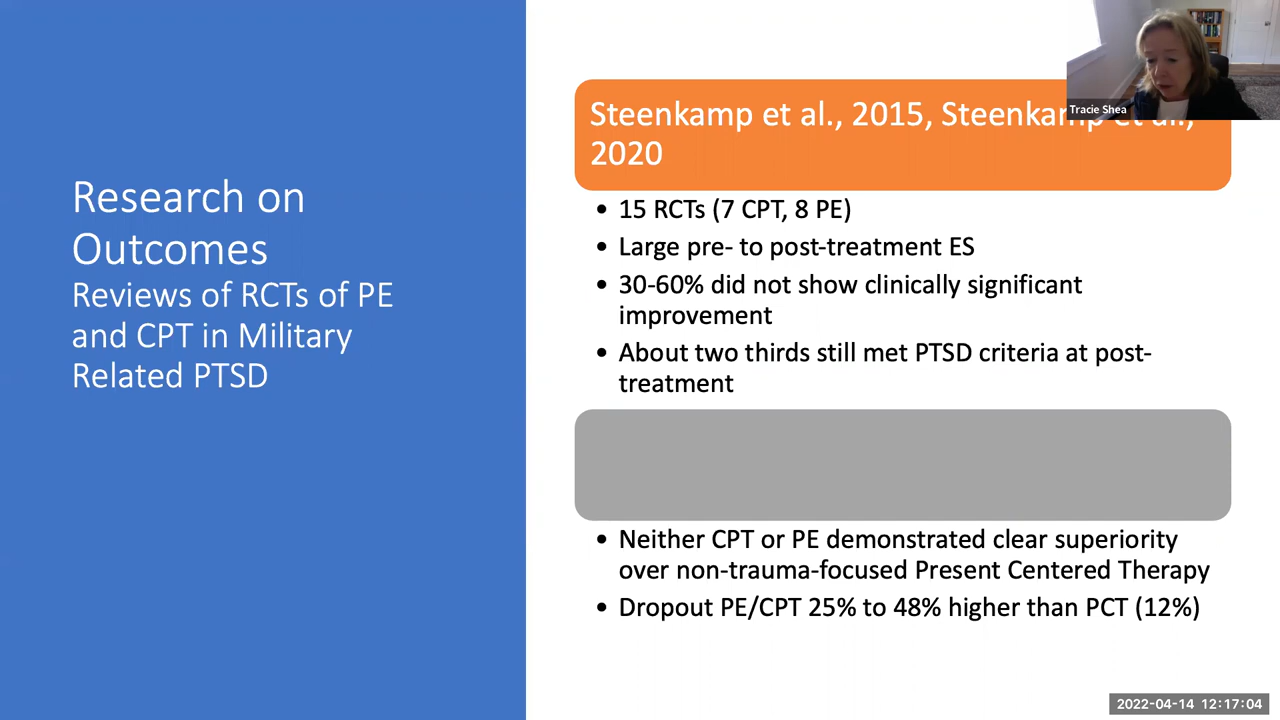 Research on
Outcomes
Reviews of RCTs of PE
and CPT in Military
Related PTSD
Steenkamp et al., 2015, Steenkamp et al.,
2020
• 15 RCTs (7 CPT, 8 PE)
• Large pre- to post-treatment ES
• 30-60% did not show clinically significant
improvement
• About two thirds still met PTSD criteria at post-
treatment
• Neither CPT or PE demonstrated clear superiority
over non-trauma-focused Present Centered Therapy
• Dropout PE/CPT 25% to 48% higher than PCT (12%)
Tracie Shea
2022-04-14 12:17:04